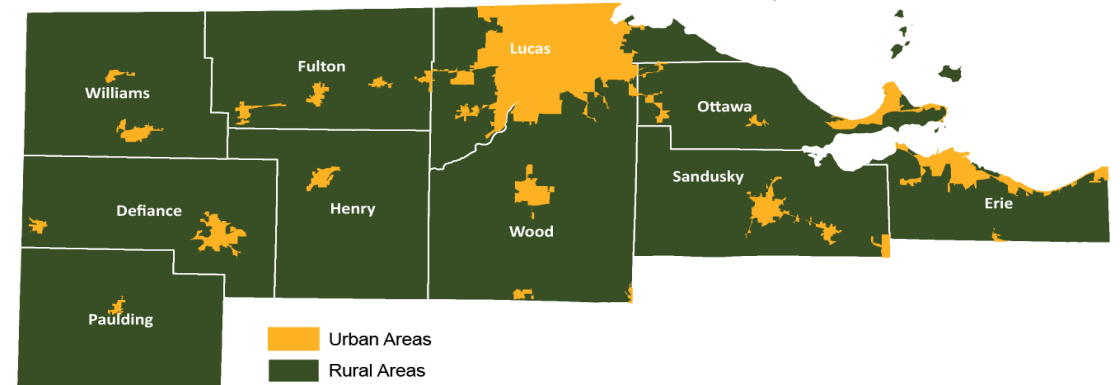 Lucas
Fulton
Williams
Ottawa
Sandusky
Erie
Defiance
Henry
Wood
Paulding
Urban Areas
Rural Areas